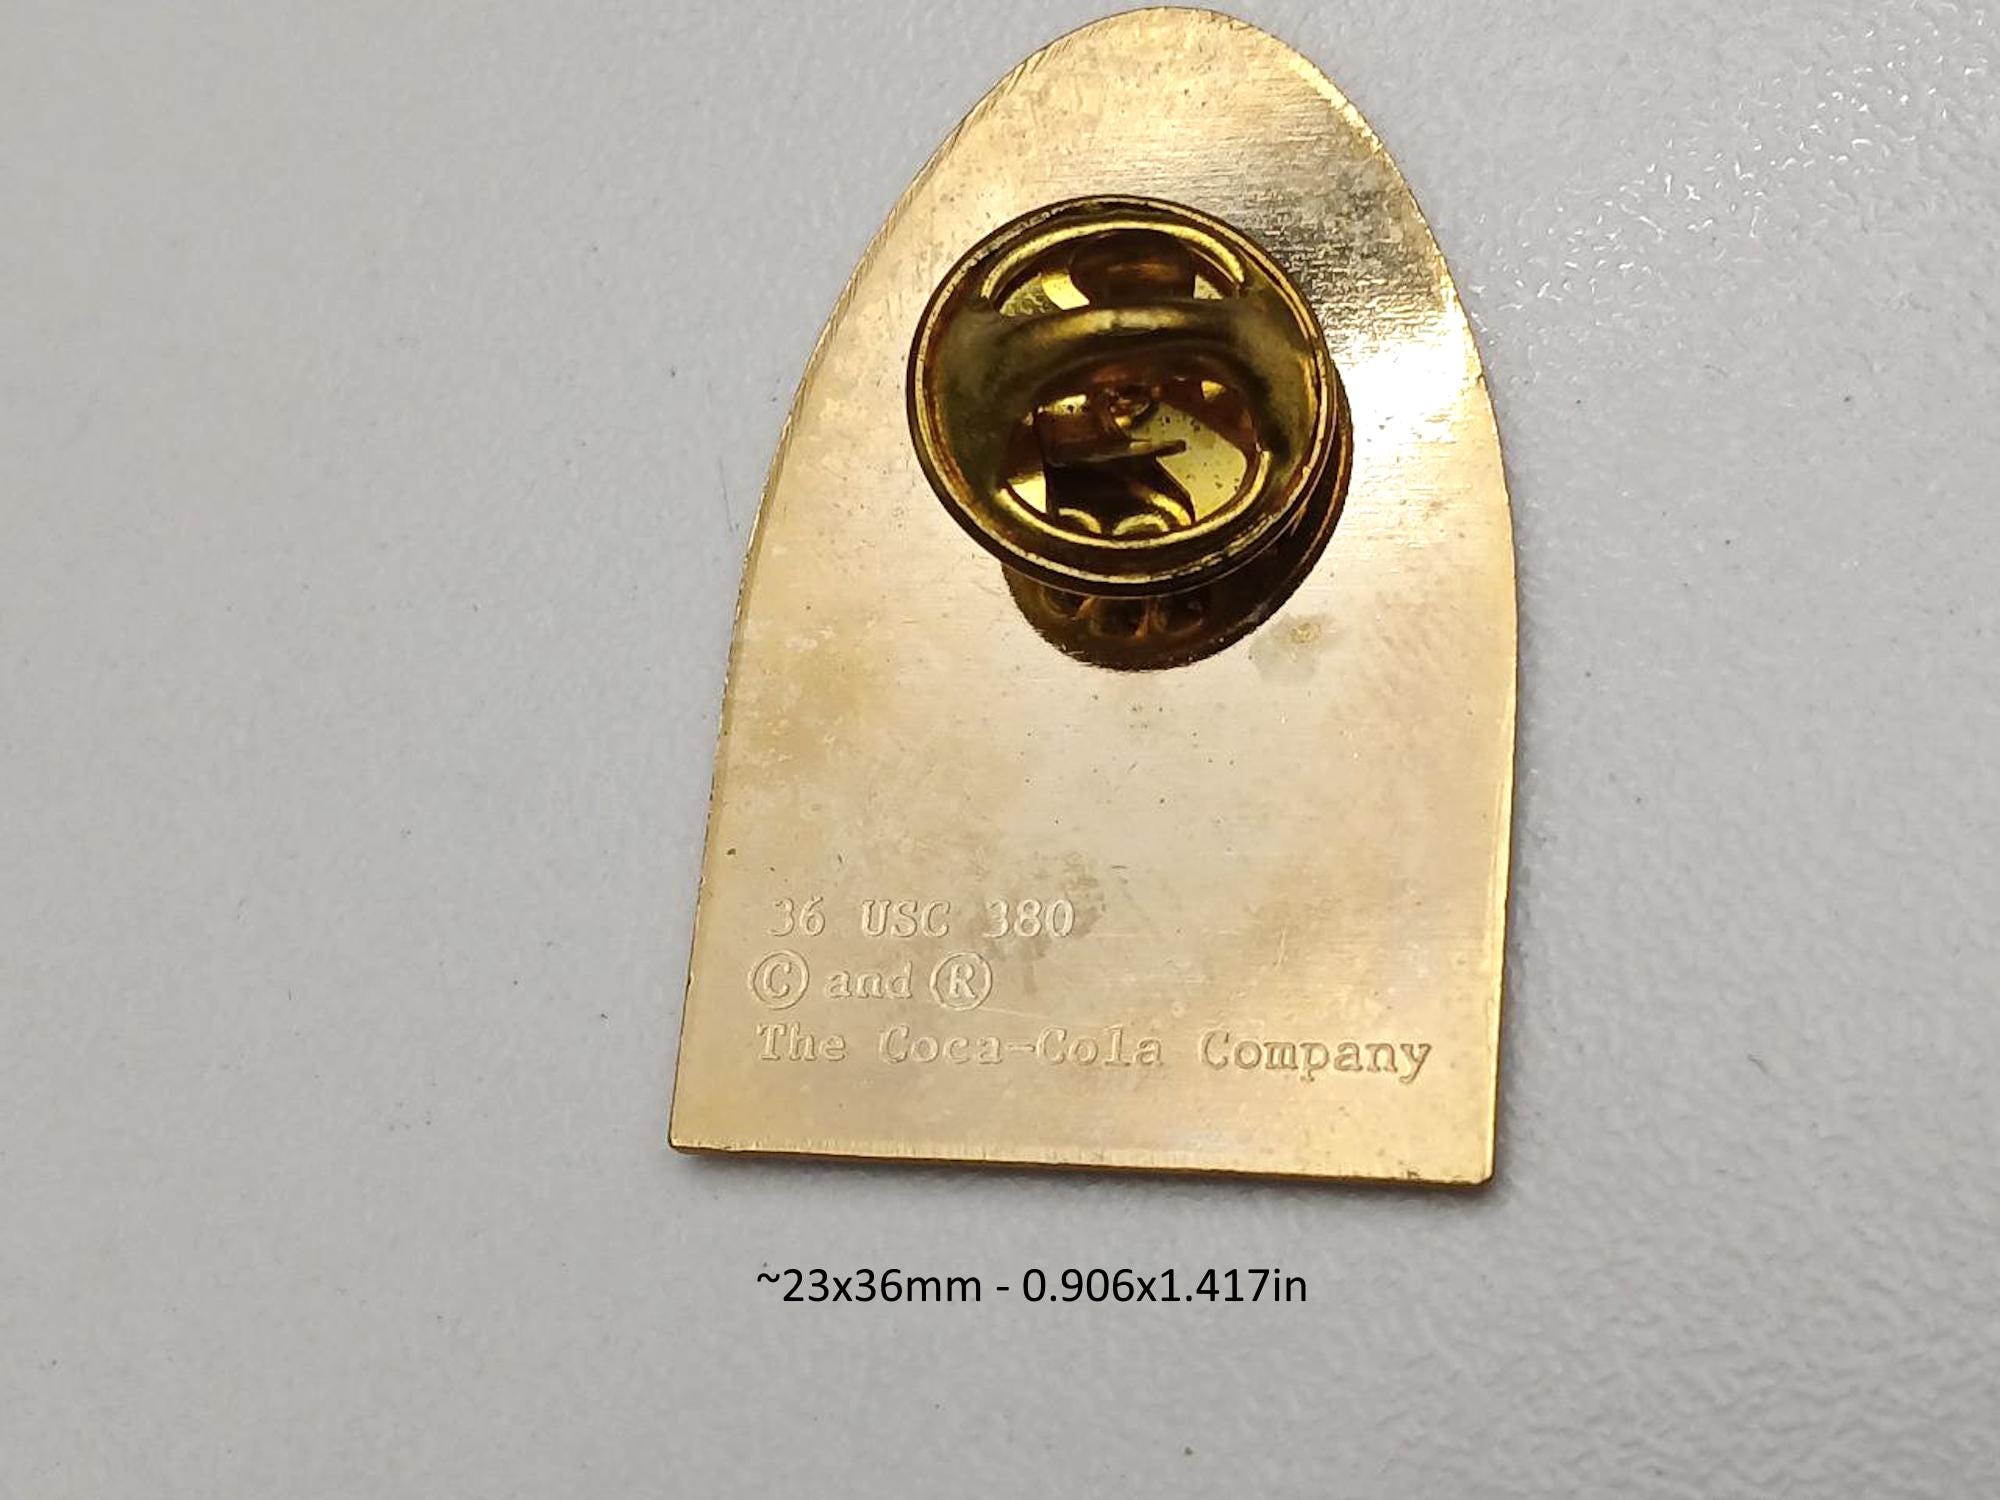 36 USC 380
© and ®
The Coca-Cola Company
~23x36mm - 0.906x1.417in